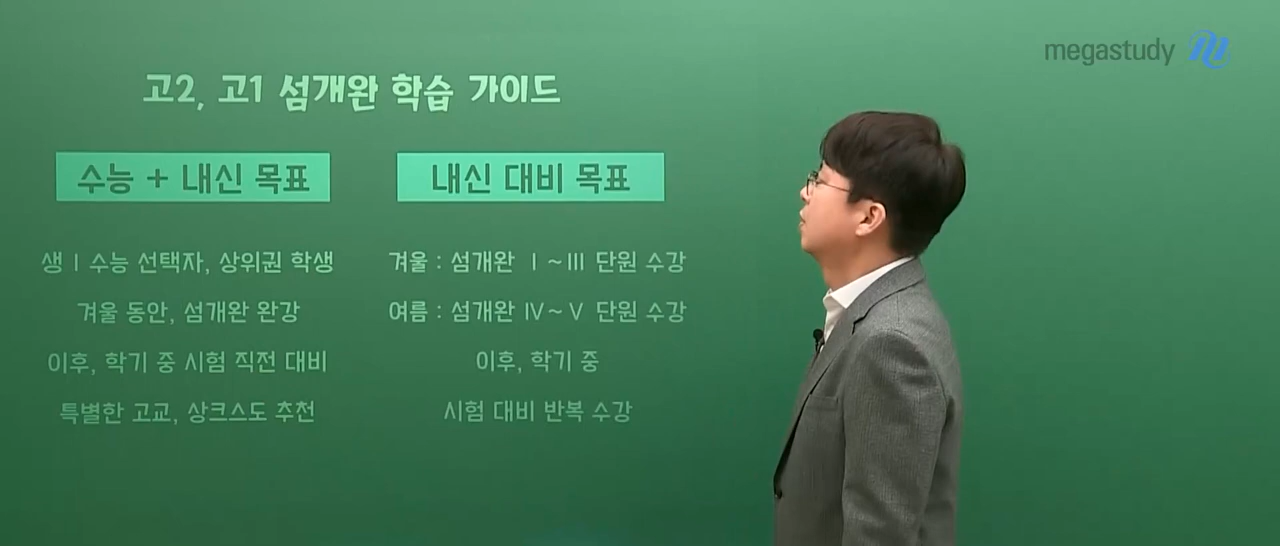 megastudy
고2, 고1 섬개완 학습 가이드
수능 + 내신 목표
생Ⅰ수능 선택자, 상위권 학생
겨울 동안, 섬개완 완강
이후, 학기 중 시험 직전 대비
특별한 고교, 상크스도 추천
내신 대비 목표
겨울 : 섬개완 Ⅰ~Ⅲ 단원 수강
여름 : 섬개완 Ⅳ~Ⅴ 단원 수강
이후, 학기 중
시험 대비 반복 수강